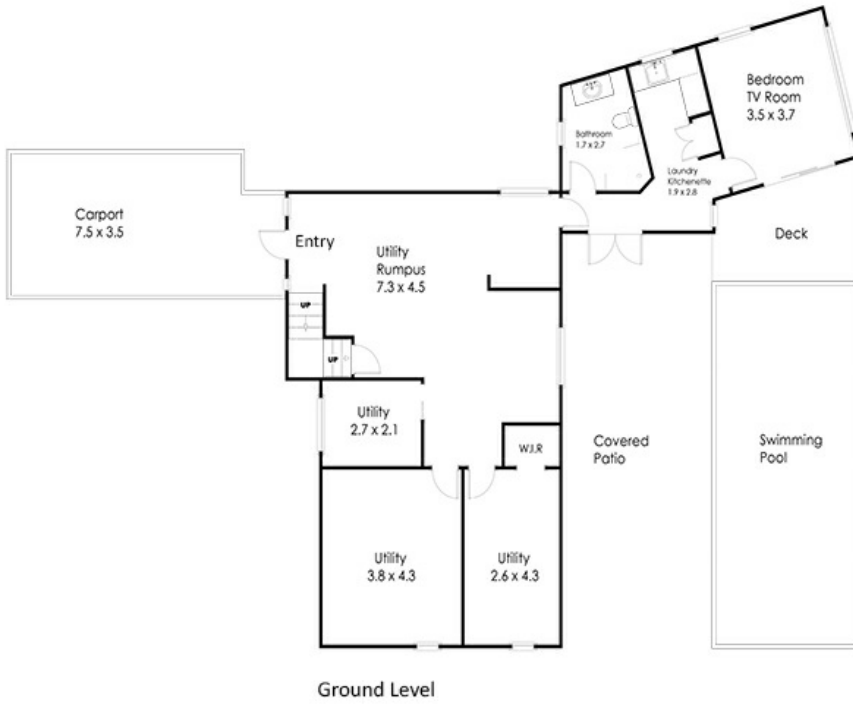 Bedroom
TV Room
3.5 x 3.7
Bathroom
1.7 x 2.7
Laundry
Kitchenette
1.9 x 2.8
Carport
7.5 x 3.5
Entry
Utility
Rumpus
7.3 x 4.5
Deck
UP
UP
Utility
2.7 x 2.1
W.I.R
Covered
Patio
Swimming
Pool
Utility
3.8 x 4.3
Utility
2.6 x 4.3
Ground Level